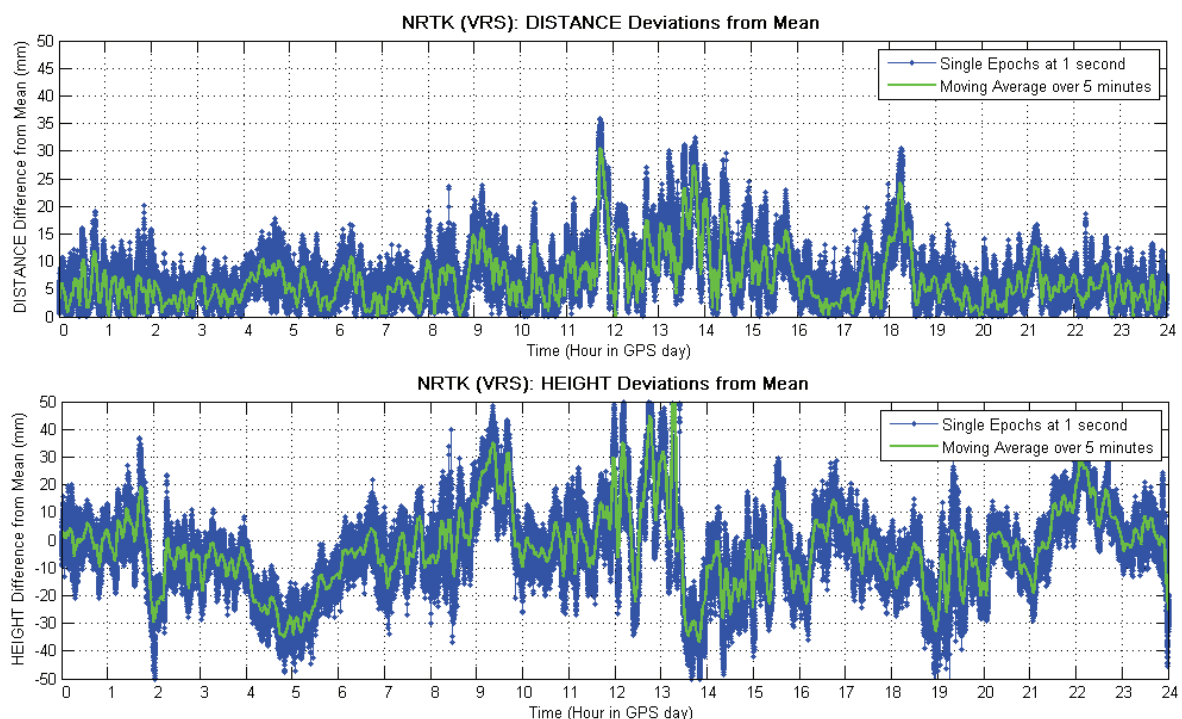 NRTK (VRS): DISTANCE Deviations from Mean
DISTANCE Difference from Mean (mm)
50
45
40
35
30
25
20
15
10
5
0
Single Epochs at 1 second
Moving Average over 5 minutes
0 1 2 3 4 5 6 7 8 9 10 11 12 13 14 15 16 17 18 19 20 21 22 23 24
Time (Hour in GPS day)
NRTK (VRS): HEIGHT Deviations from Mean
HEIGHT Difference from Mean (mm)
50
40
30
20
10
0
-10
-20
-30
-40
-50
Single Epochs at 1 second
Moving Average over 5 minutes
0 1 2 3 4 5 6 7 8 9 10 11 12 13 14 15 16 17 18 19 20 21 22 23 24
Time (Hour in GPS day)